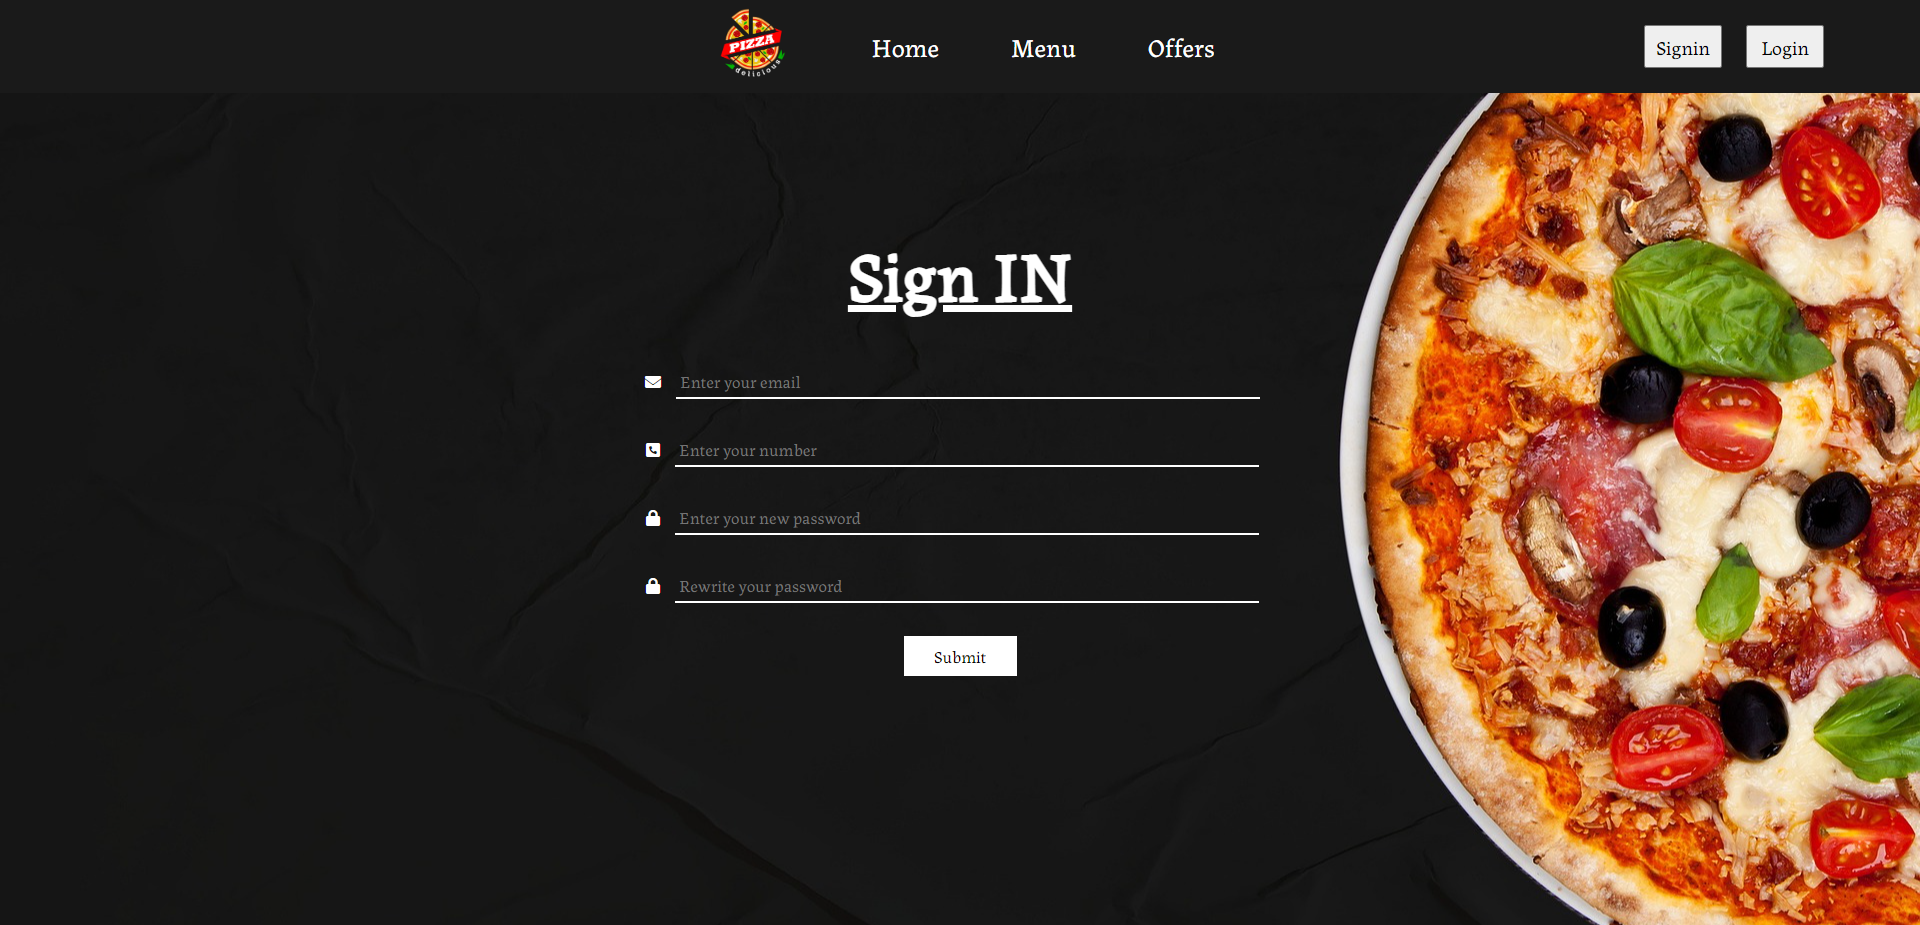 PIZZA
delicious
Home
Menu
Offers
Signin
Login
Sign IN
Enter your email
Enter your number
Enter your new password
Rewrite your password
Submit